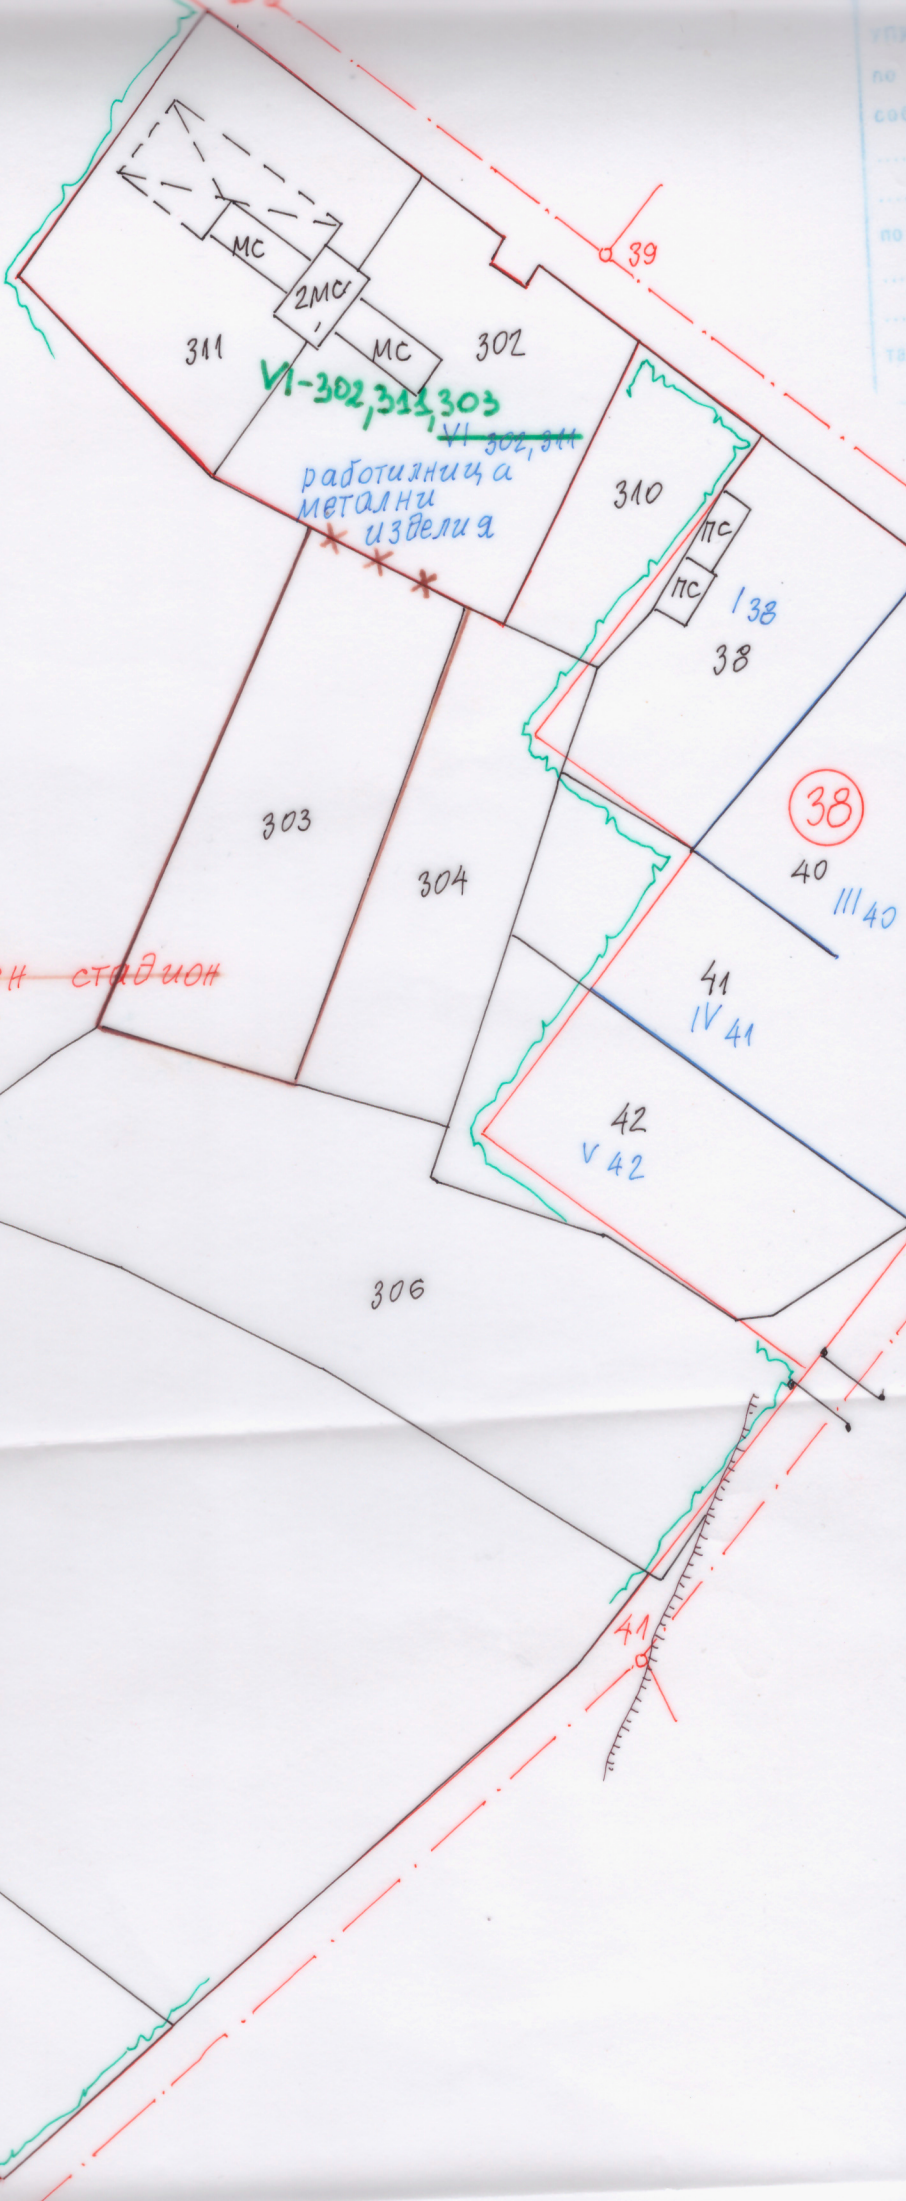 39
МС
2МС
МС
311
302
VI-302,311,303
VI 302,311
работилница
метални
изделия
310
ПС
ПС
I 38
38
303
304
38
40
III 40
стадион
41
IV 41
42
V 42
306
41